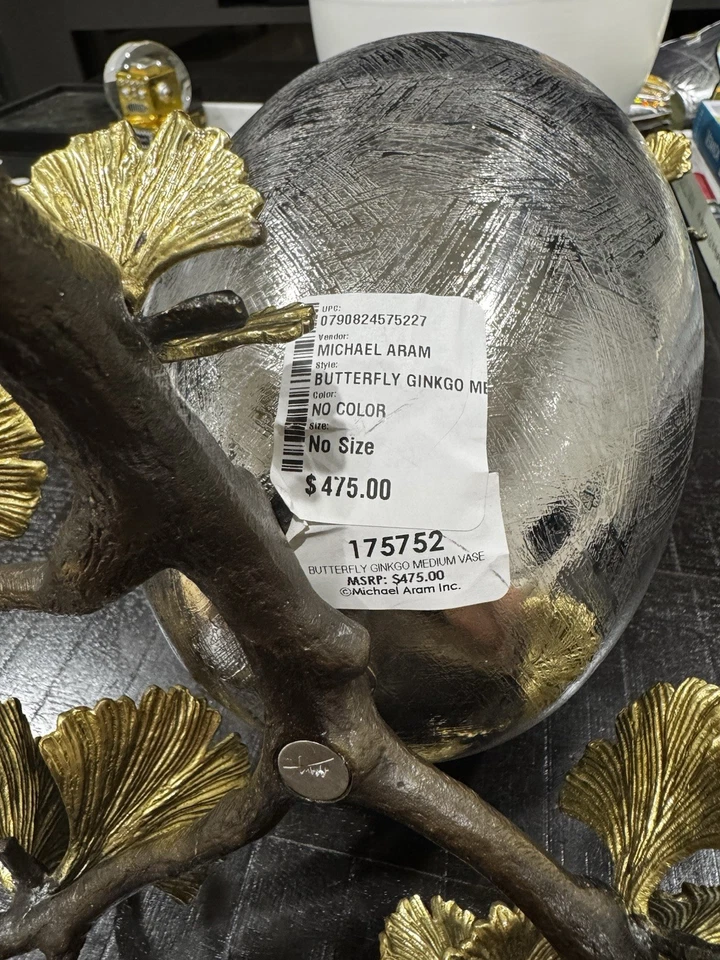 UPC:
0790824575227
Vendor:
MICHAEL ARAM
Style:
BUTTERFLY GINKGO ME
Color:
NO COLOR
Size:
No Size
$475.00
175752
BUTTERFLY GINKGO MEDIUM VASE
MSRP: $475.00
©Michael Aram Inc.